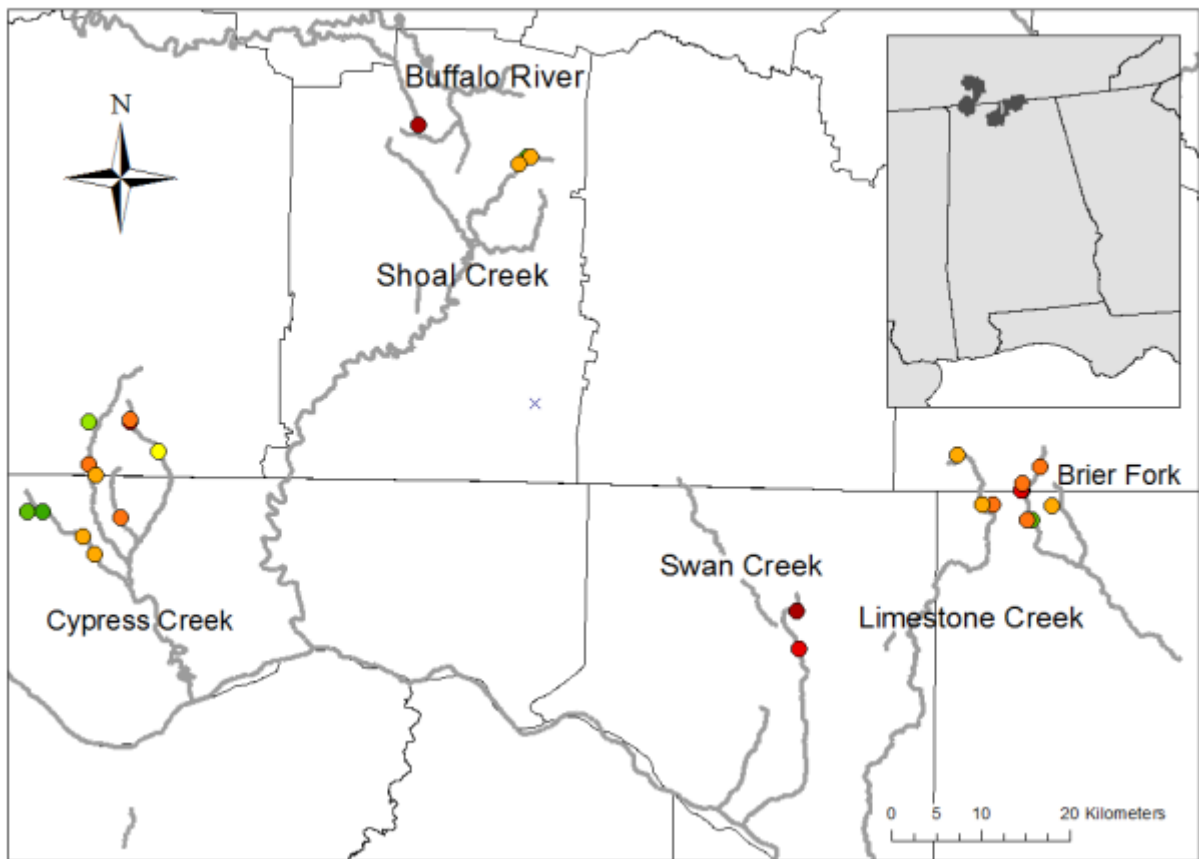 Buffalo River
N
Shoal Creek
Brier Fork
Swan Creek
Cypress Creek
Limestone Creek
0 5 10 20 Kilometers